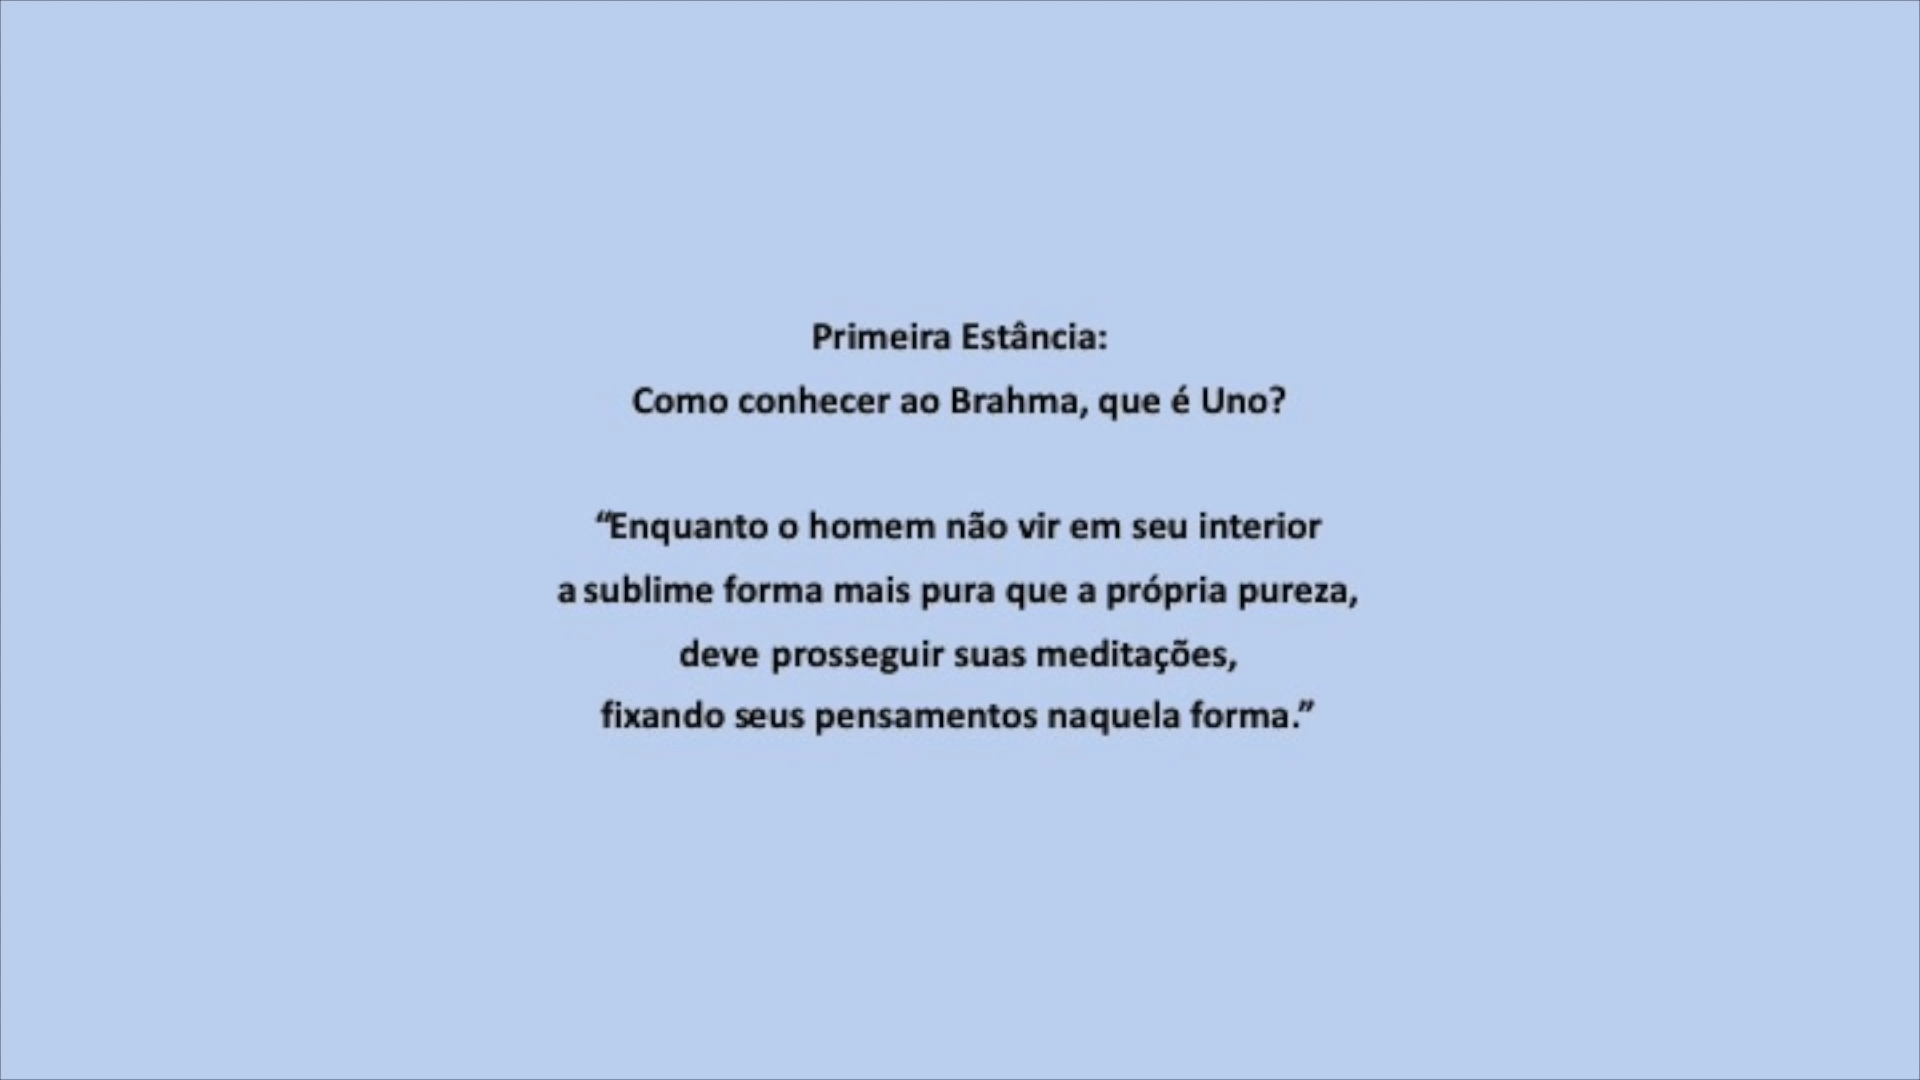 Primeira Estância:
Como conhecer ao Brahma, que é Uno?
“Enquanto o homem não vir em seu interior
a sublime forma mais pura que a própria pureza,
deve prosseguir suas meditações,
fixando seus pensamentos naquela forma.”